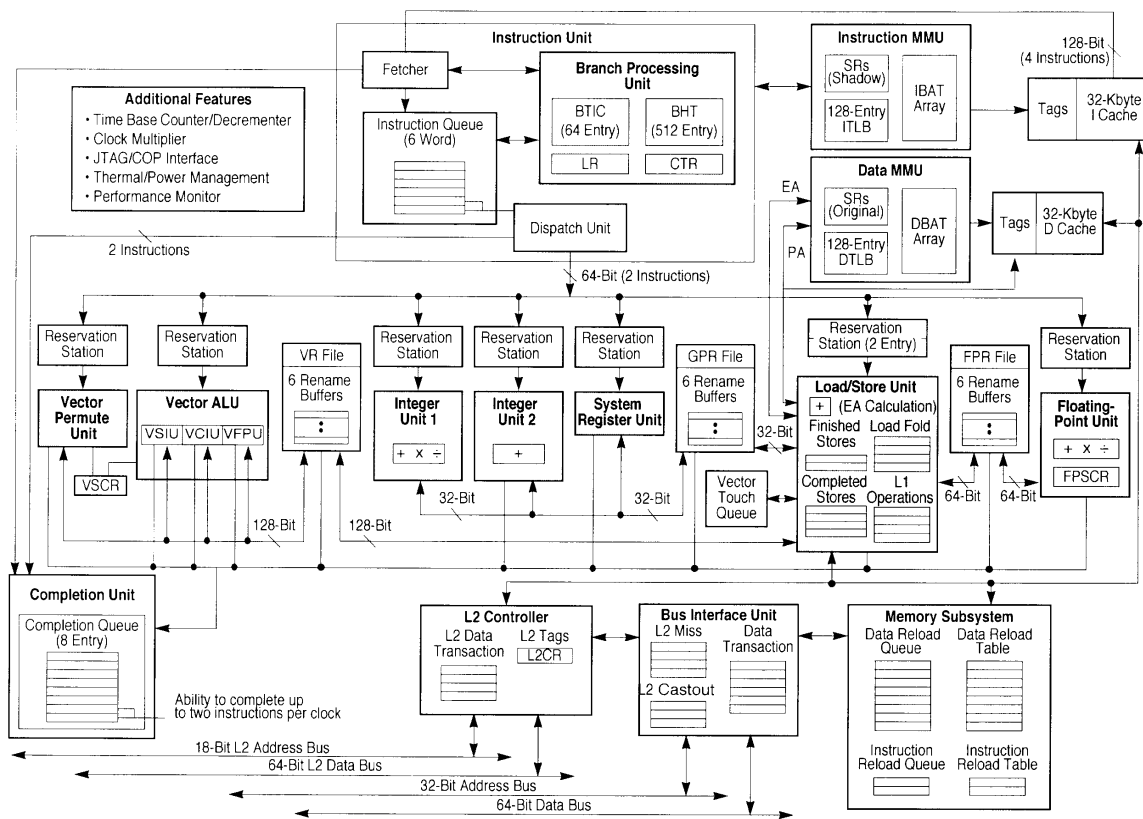 Instruction Unit
Fetcher
Branch Processing
Unit
BTIC
(64 Entry)
BHT
(512 Entry)
LR
CTR
Instruction Queue
(6 Word)
Dispatch Unit
Additional Features
• Time Base Counter/Decrementer
• Clock Multiplier
• JTAG/COP Interface
• Thermal/Power Management
• Performance Monitor
Instruction MMU
SRs
(Shadow)
128-Entry
ITLB
IBAT
Array
128-Bit
(4 Instructions)
Tags
32-Kbyte
I Cache
Data MMU
SRs
(Original)
128-Entry
DTLB
DBAT
Array
EA
PA
Tags
32-Kbyte
D Cache
2 Instructions
64-Bit (2 Instructions)
Reservation
Station
Reservation
Station
VR File
6 Rename
Buffers
Reservation
Station
Reservation
Station
Reservation
Station
GPR File
6 Rename
Buffers
Reservation
Station (2 Entry)
FPR File
6 Rename
Buffers
Reservation
Station
Vector
Permute
Unit
Vector ALU
VSIU
VCIU
VFPU
VSCR
Integer
Unit 1
+ x ÷
Integer
Unit 2
+
System
Register Unit
Load/Store Unit
+
(EA Calculation)
Finished
Stores
Load Fold
Completed
Stores
L1
Operations
Floating-
Point Unit
+ x ÷
FPSCR
32-Bit
Vector
Touch
Queue
64-Bit
64-Bit
128-Bit
128-Bit
32-Bit
32-Bit
Completion Unit
Completion Queue
(8 Entry)
Ability to complete up
to two instructions per clock
L2 Controller
L2 Data
Transaction
L2 Tags
L2CR
Bus Interface Unit
L2 Miss
Data
Transaction
L2 Castout
Memory Subsystem
Data Reload
Queue
Data Reload
Table
Instruction
Reload Queue
Instruction
Reload Table
18-Bit L2 Address Bus
64-Bit L2 Data Bus
32-Bit Address Bus
64-Bit Data Bus